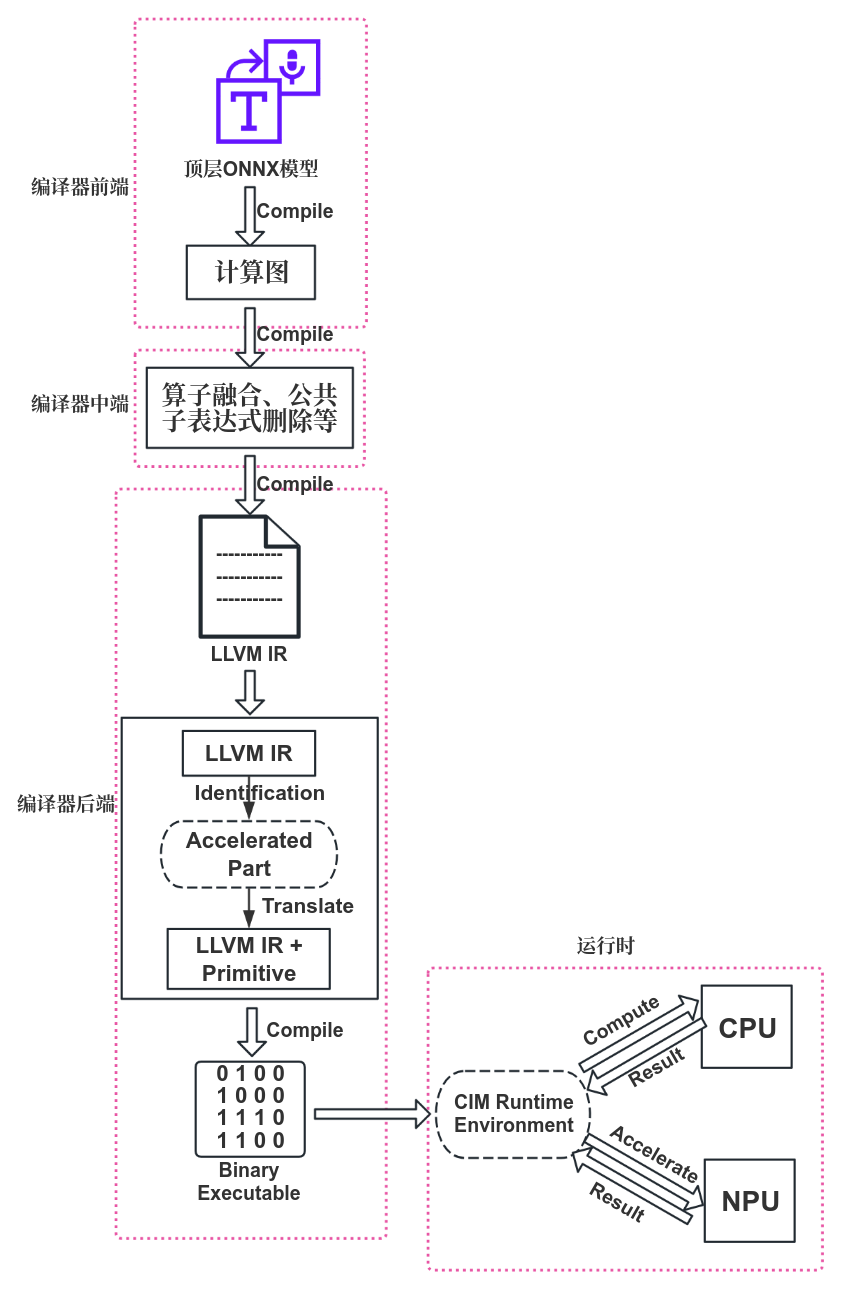 T
顶层ONNX模型
编译器前端
Compile
计算图
Compile
编译器中端
算子融合、公共
子表达式删除等
Compile
-----------
-----------
-----------
LLVM IR
编译器后端
LLVM IR
Identification
Accelerated
Part
Translate
LLVM IR +
Primitive
Compile
0 1 0 0
1 0 0 0
1 1 1 0
1 1 0 0
Binary
Executable
运行时
CIM Runtime
Environment
Compute
Result
CPU
Accelerate
Result
NPU